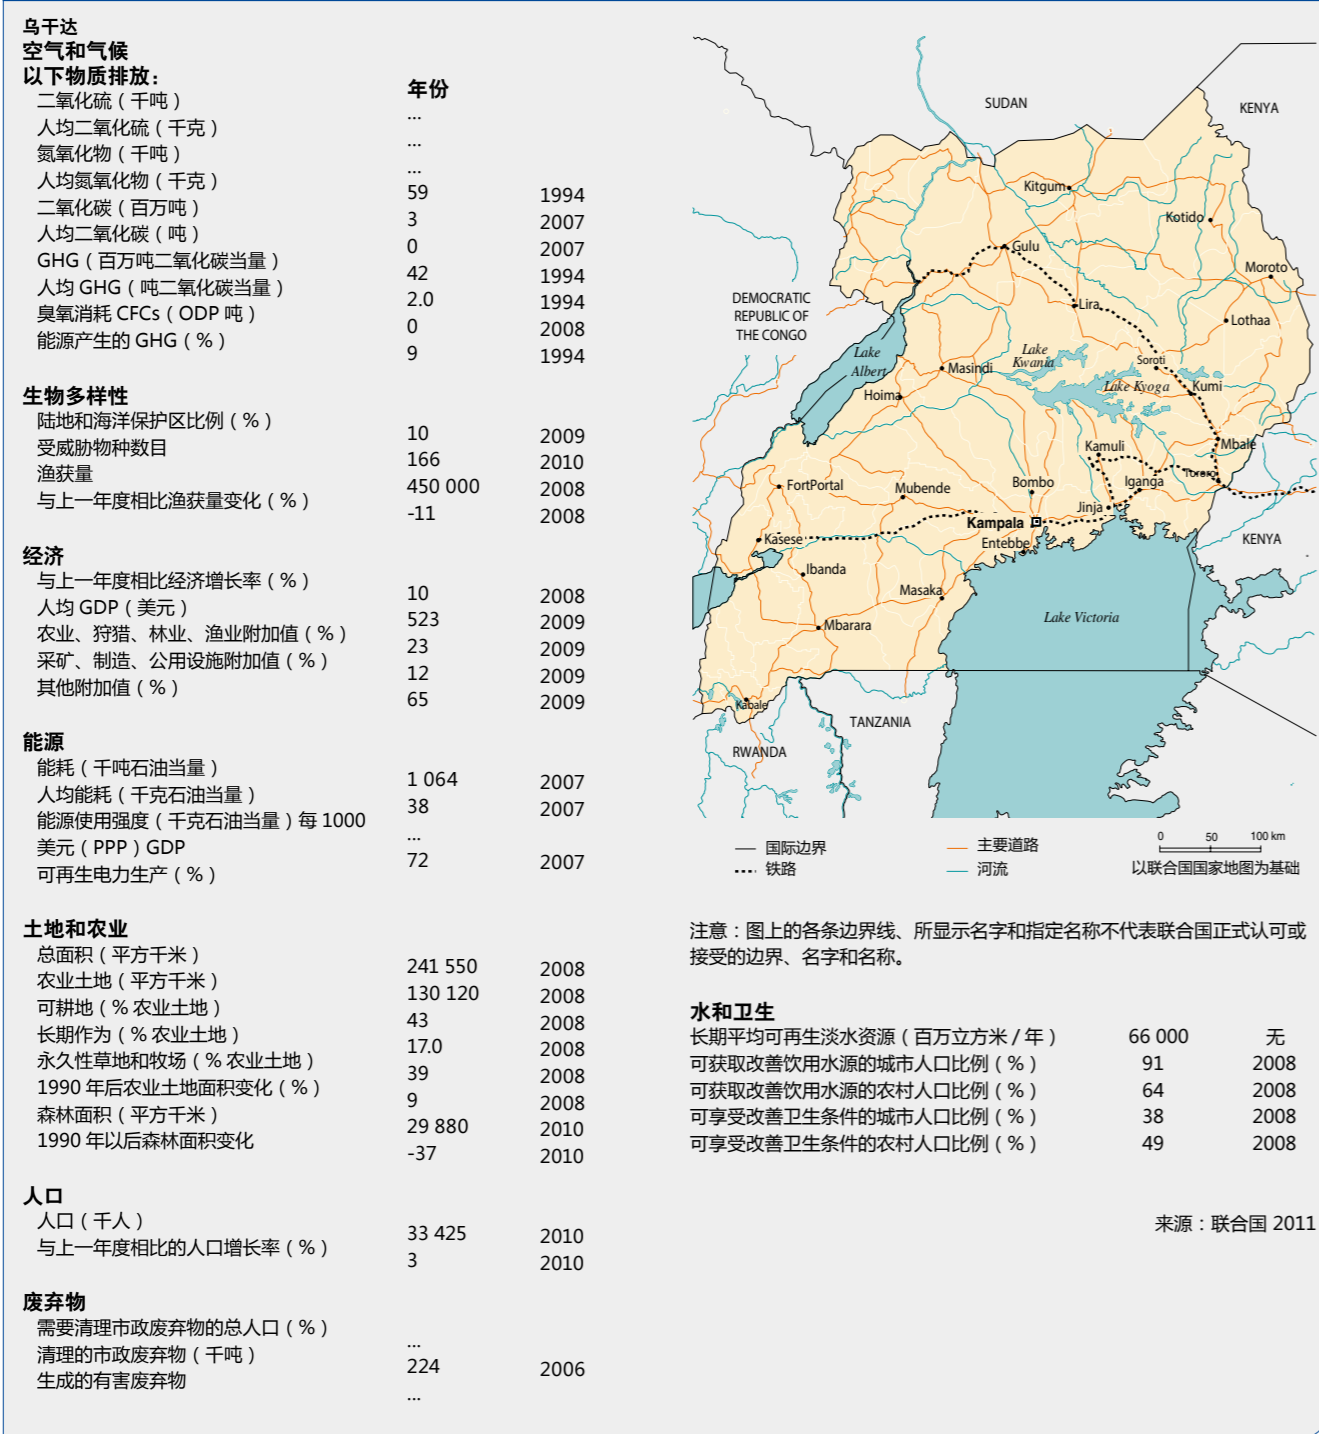 乌干达
空气和气候
以下物质排放： 年份
二氧化硫（千吨） ...
人均二氧化硫（千克） ...
氮氧化物（千吨） ...
人均氮氧化物（千克） 59 1994
二氧化碳（百万吨） 3 2007
人均二氧化碳（吨） 0 2007
GHG（百万吨二氧化碳当量） 42 1994
人均 GHG（吨二氧化碳当量） 2.0 1994
臭氧消耗 CFCs（ODP 吨） 0 2008
能源产生的 GHG（%） 9 1994
生物多样性
陆地和海洋保护区比例（%） 10 2009
受威胁物种数目 166 2010
渔获量 450 000 2008
与上一年度相比渔获量变化（%） -11 2008
经济
与上一年度相比经济增长率（%） 10 2008
人均 GDP（美元） 523 2009
农业、狩猎、林业、渔业附加值（%） 23 2009
采矿、制造、公用设施附加值（%） 12 2009
其他附加值（%） 65 2009
能源
能耗（千吨石油当量） 1 064 2007
人均能耗（千克石油当量） 38 2007
能源使用强度（千克石油当量）每 1000 ...
美元（PPP）GDP
可再生电力生产（%） 72 2007
土地和农业
总面积（平方千米） 241 550 2008
农业土地（平方千米） 130 120 2008
可耕地（% 农业土地） 43 2008
长期作为（% 农业土地） 17.0 2008
永久性草地和牧场（% 农业土地） 39 2008
1990 年后农业土地面积变化（%） 9 2008
森林面积（平方千米） 29 880 2010
1990 年以后森林面积变化 -37 2010
人口
人口（千人） 33 425 2010
与上一年度相比的人口增长率（%） 3 2010
废弃物
需要清理市政废弃物的总人口（%） ...
清理的市政废弃物（千吨） 224 2006
生成的有害废弃物 ...
SUDAN
KENYA
Kitgum
Kotido
Gulu
Moroto
DEMOCRATIC
REPUBLIC OF
THE CONGO
Lira
Lothaa
Lake
Albert
Lake
Kwania
Soroti
Masindi
Lake Kyoga
Kumi
Hoima
Mbale
Kamuli
Tororo
FortPortal
Mubende
Bombo
Iganga
Jinja
Kampala
Kasese
Entebbe
KENYA
Ibanda
Masaka
Lake Victoria
Mbarara
Kabale
TANZANIA
RWANDA
国际边界
铁路
主要道路
河流
0 50 100 km
以联合国国家地图为基础
注意：图上的各条边界线、所显示名字和指定名称不代表联合国正式认可或
接受的边界、名字和名称。
水和卫生
长期平均可再生淡水资源（百万立方米 / 年） 66 000 无
可获取改善饮用水源的城市人口比例（%） 91 2008
可获取改善饮用水源的农村人口比例（%） 64 2008
可享受改善卫生条件的城市人口比例（%） 38 2008
可享受改善卫生条件的农村人口比例（%） 49 2008
来源：联合国 2011